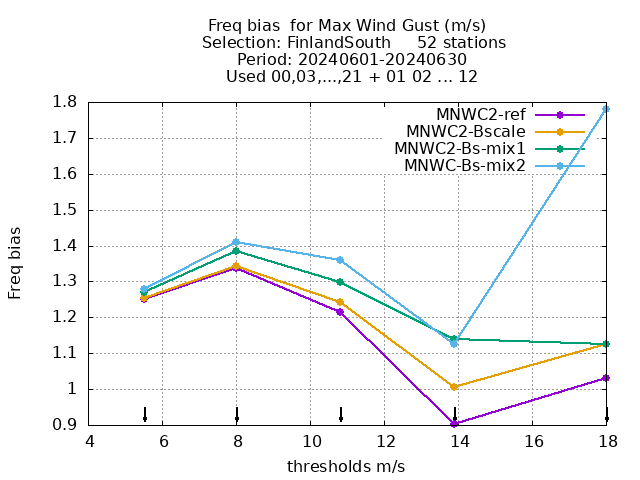 Freq bias  for Max Wind Gust (m/s)
Selection: FinlandSouth     52 stations
Period: 20240601-20240630
Used 00,03,...,21 + 01 02 ... 12
MNWC2-ref
MNWC2-Bscale
MNWC2-Bs-mix1
MNWC-Bs-mix2
1.8
1.7
1.6
1.5
1.4
1.3
1.2
1.1
1
0.9
Freq bias
4 6 8 10 12 14 16 18
thresholds m/s